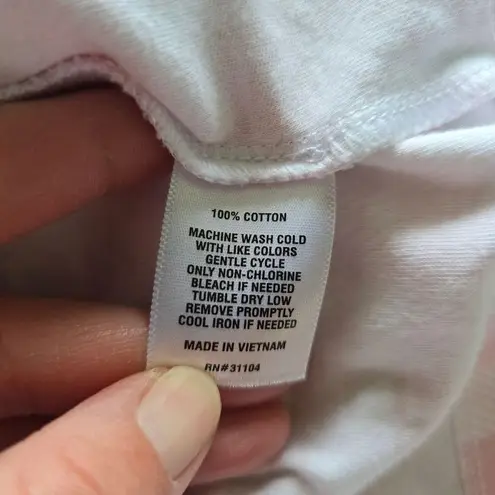 100% COTTON
MACHINE WASH COLD
WITH LIKE COLORS
GENTLE CYCLE
ONLY NON-CHLORINE
BLEACH IF NEEDED
TUMBLE DRY LOW
REMOVE PROMPTLY
COOL IRON IF NEEDED
MADE IN VIETNAM
RN#31104